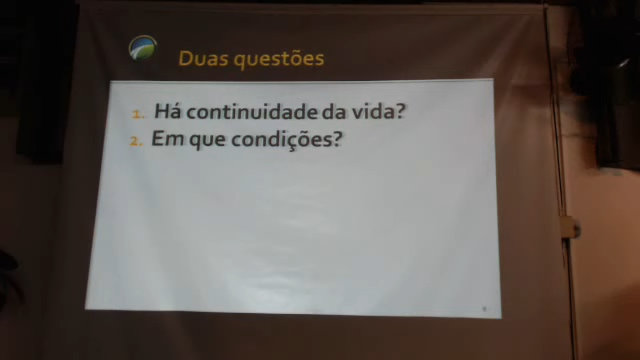 Duas questões
1. Há continuidade da vida?
2. Em que condições?